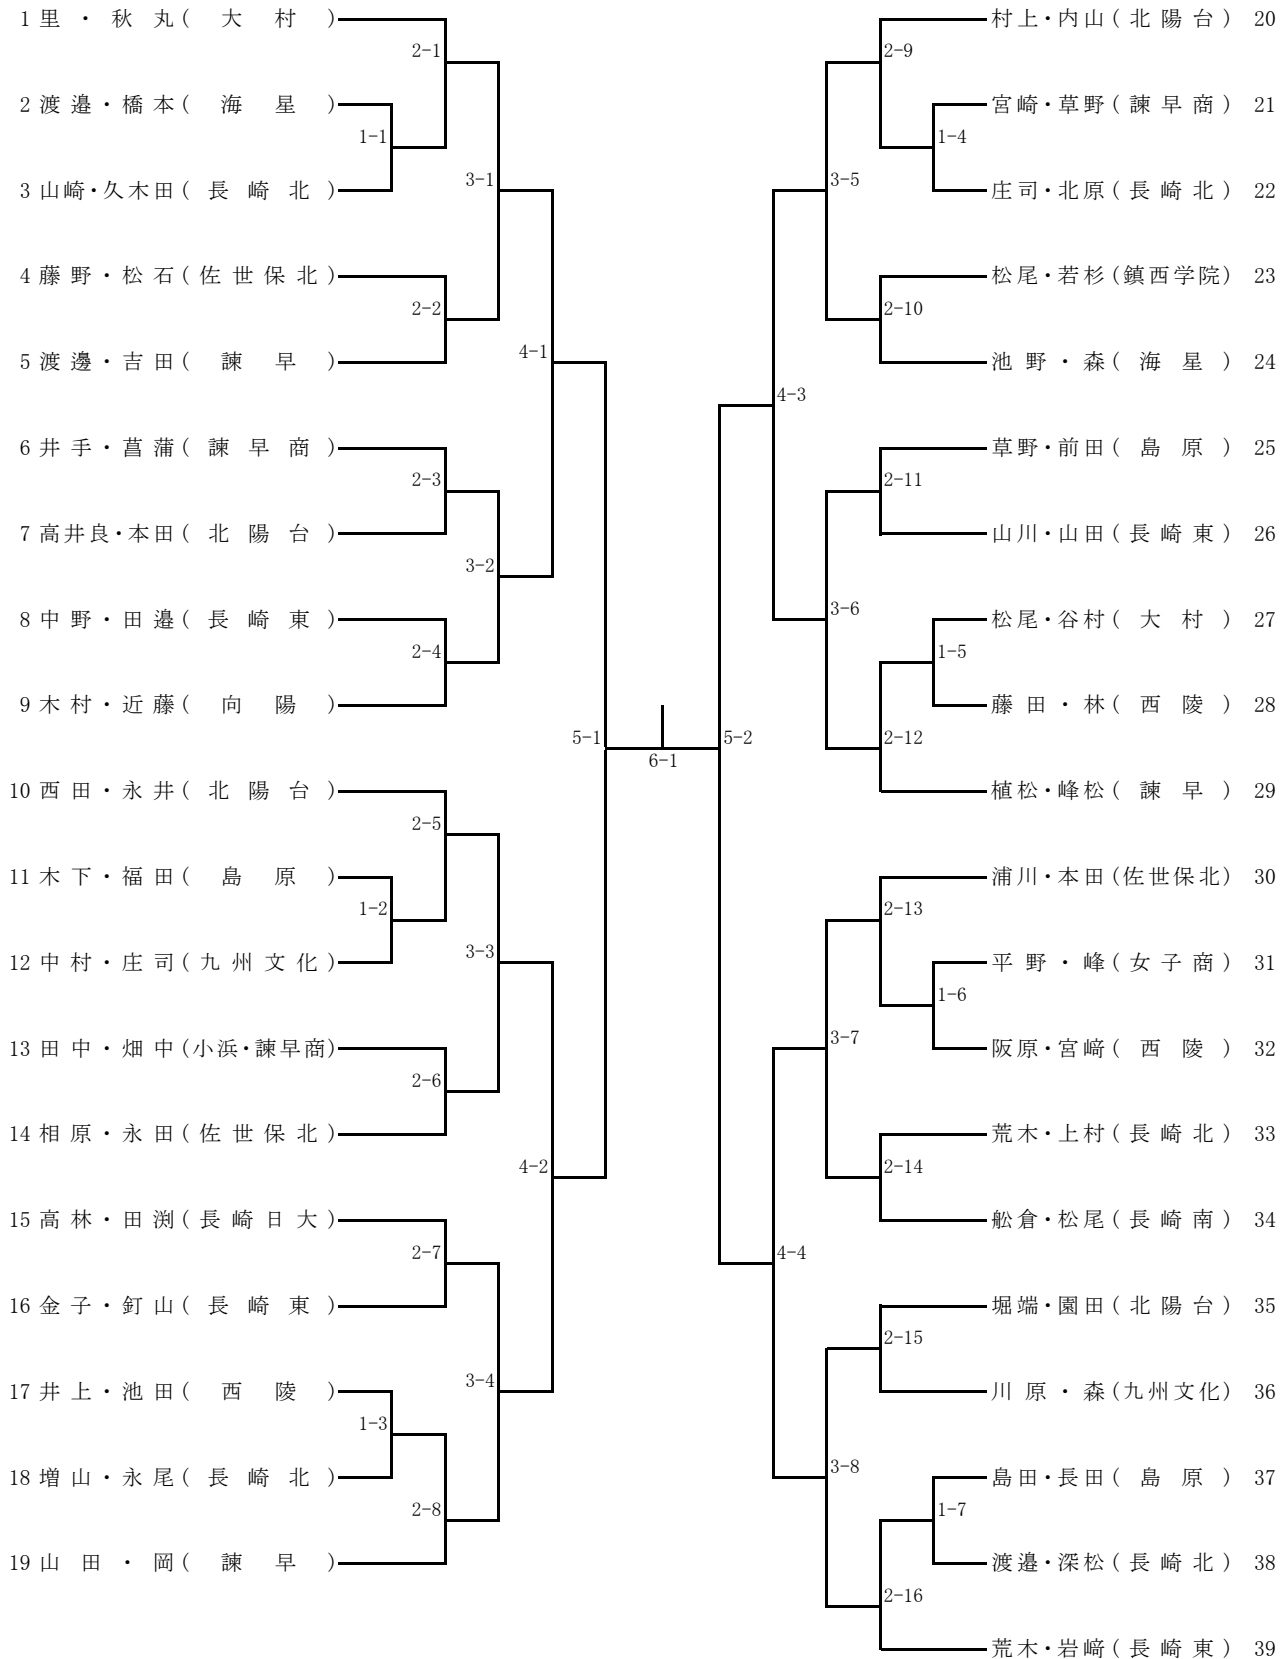 1 里・秋丸(大村)
2-1
2 渡邉・橋本(海星)
1-1
3 山崎・久木田(長崎北)
3-1
4 藤野・松石(佐世保北)
2-2
5 渡邊・吉田(諫早)
4-1
6 井手・菖蒲(諫早商)
2-3
7 高井良・本田(北陽台)
3-2
8 中野・田邉(長崎東)
2-4
9 木村・近藤(向陽)
5-1
10 西田・永井(北陽台)
2-5
11 木下・福田(島原)
1-2
12 中村・庄司(九州文化)
3-3
13 田中・畑中(小浜・諫早商)
2-6
14 相原・永田(佐世保北)
4-2
15 高林・田渕(長崎日大)
2-7
16 金子・釘山(長崎東)
3-4
17 井上・池田(西陵)
1-3
18 増山・永尾(長崎北)
2-8
19 山田・岡(諫早)
6-1
村上・内山(北陽台) 20
2-9
宮崎・草野(諫早商) 21
1-4
庄司・北原(長崎北) 22
3-5
松尾・若杉(鎮西学院) 23
2-10
池野・森(海星) 24
4-3
草野・前田(島原) 25
2-11
山川・山田(長崎東) 26
3-6
松尾・谷村(大村) 27
1-5
藤田・林(西陵) 28
2-12
植松・峰松(諫早) 29
5-2
浦川・本田(佐世保北) 30
2-13
平野・峰(女子商) 31
1-6
阪原・宮﨑(西陵) 32
3-7
荒木・上村(長崎北) 33
2-14
舩倉・松尾(長崎南) 34
4-4
堀端・園田(北陽台) 35
2-15
川原・森(九州文化) 36
3-8
島田・長田(島原) 37
1-7
渡邉・深松(長崎北) 38
2-16
荒木・岩﨑(長崎東) 39